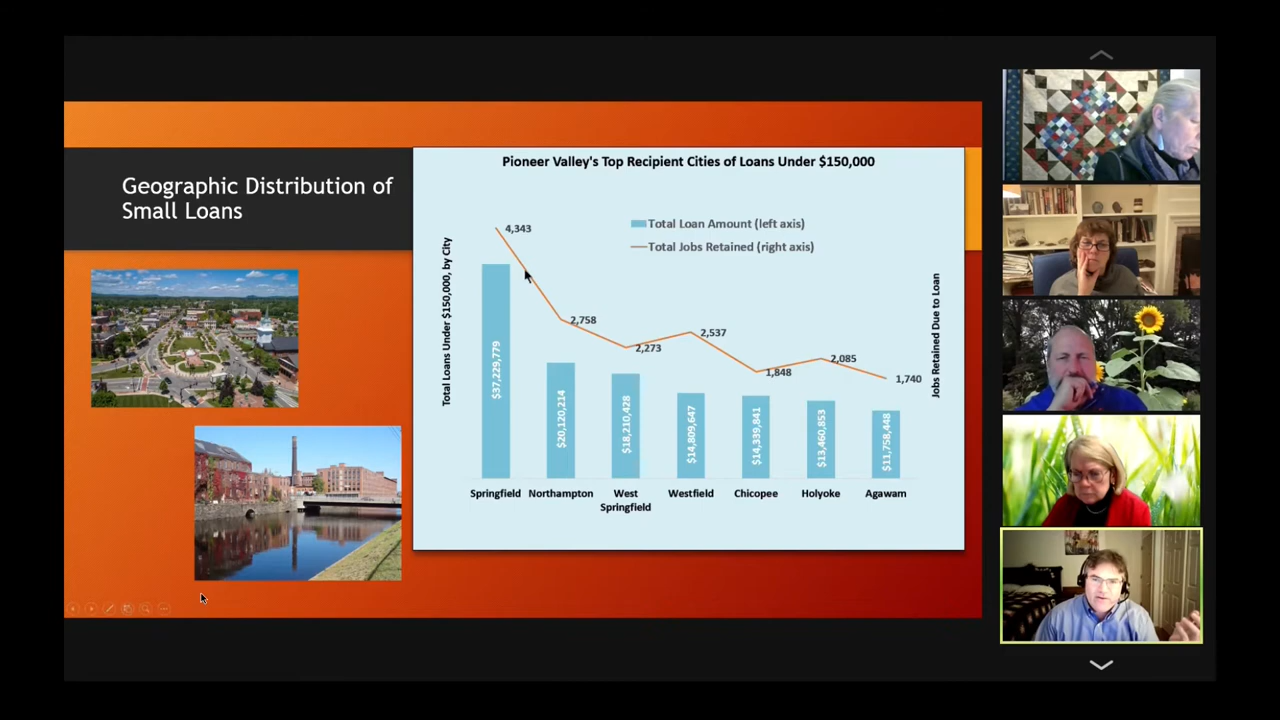 Geographic Distribution of
Small Loans
Pioneer Valley's Top Recipient Cities of Loans Under $150,000
Total Loan Amount (left axis)
Total Jobs Retained (right axis)
Total Loans Under $150,000, by City
Jobs Retained Due to Loan
4,343
2,758
2,273
2,537
1,848
2,085
1,740
$37,229,779
$20,120,214
$18,210,428
$14,809,647
$14,339,841
$13,460,853
$11,758,448
Springfield
Northampton
West
Springfield
Westfield
Chicopee
Holyoke
Agawam